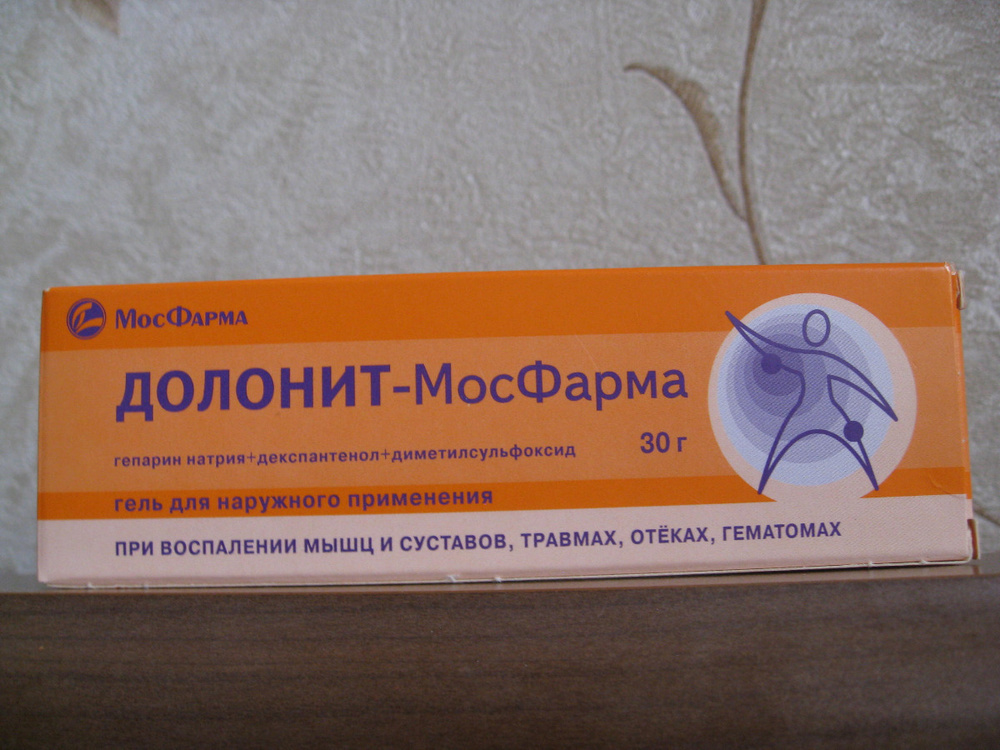 МосФарма
ДОЛОНИТ-МосФарма
гепарин натрия+декспантенол+диметилсульфоксид
30 г
гель для наружного применения
ПРИ ВОСПАЛЕНИИ МЫШЦ И СУСТАВОВ, ТРАВМАХ, ОТЁКАХ, ГЕМАТОМАХ